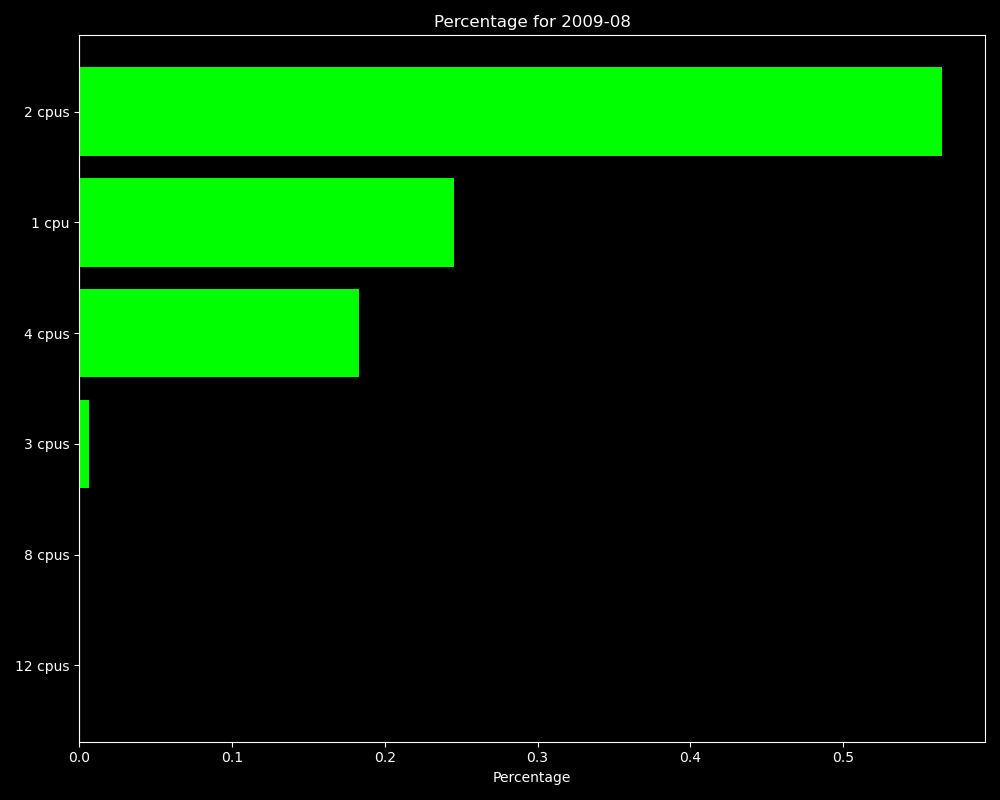 Percentage for 2009-08
2 cpus
1 cpu
4 cpus
3 cpus
8 cpus
12 cpus
0.0 0.1 0.2 0.3 0.4 0.5
Percentage